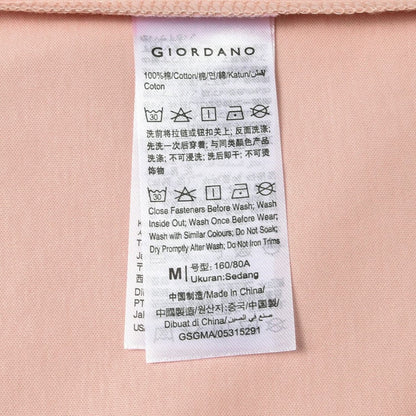 GIORDANO
100%棉/Cotton/棉/면/綿/Katun/قطن/
Coton
30
洗前将拉链或钮扣关上; 反面洗涤;
先洗一次后穿着; 与同类颜色产品
洗涤; 不可浸洗; 洗后即干; 不可烫
饰物
30
Close Fasteners Before Wash; Wash
Inside Out; Wash Once Before Wear;
Wash with Similar Colours; Do Not Soak;
Dry Promptly After Wash; Do Not Iron Trims
M 号型: 160/80A
Ukuran: Sedang
中国制造/Made in China/
中國製造/원산지:중국/中国製/
Dibuat di China/صنع في الصين/
GSGMA/05315291